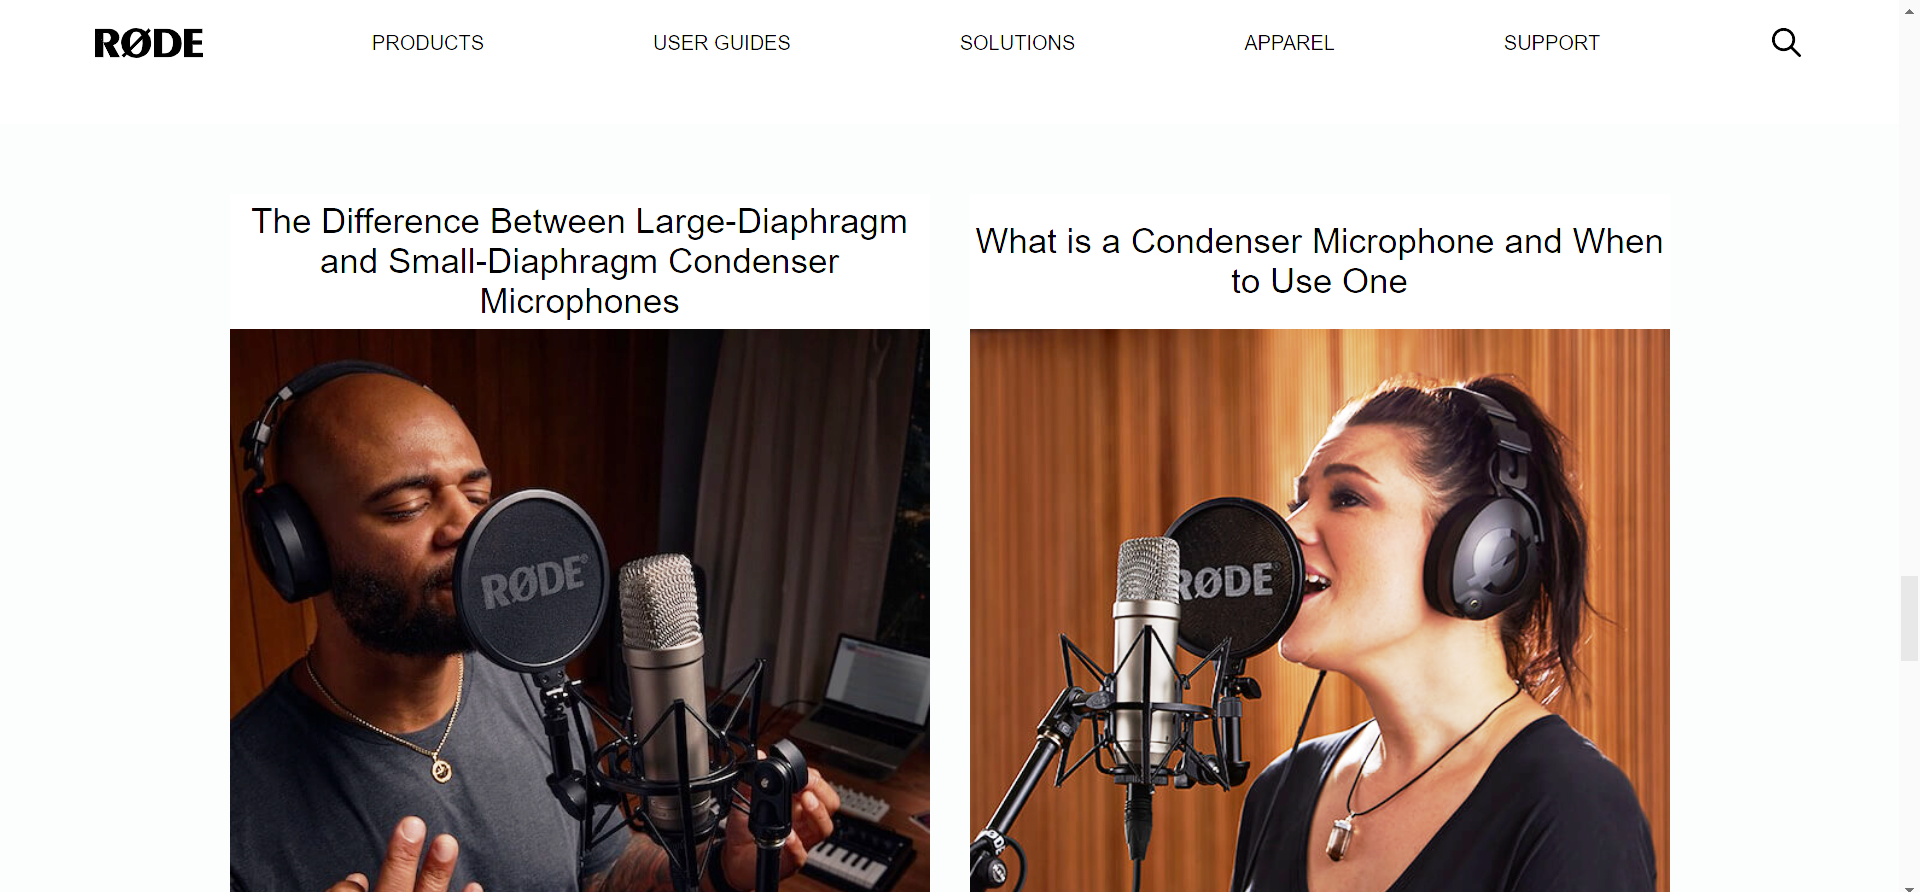 RØDE
PRODUCTS
USER GUIDES
SOLUTIONS
APPAREL
SUPPORT
The Difference Between Large-Diaphragm
and Small-Diaphragm Condenser
Microphones
What is a Condenser Microphone and When
to Use One
RØDE®
RØDE